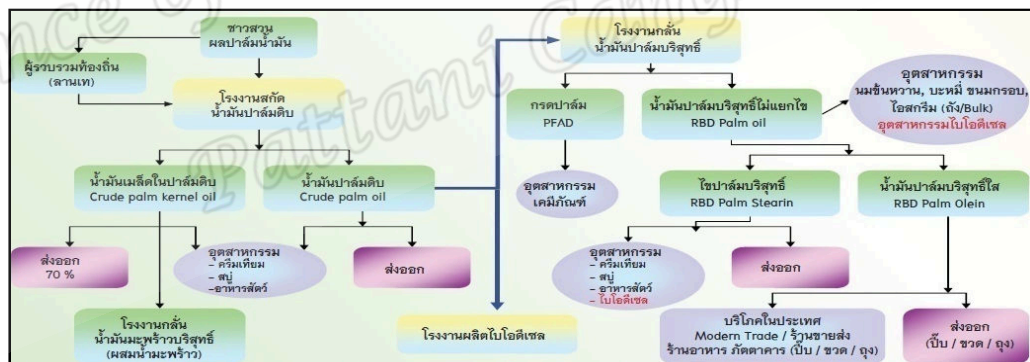 ชาวสวน
ผลปาล์มน้ำมัน
ผู้รวบรวมท้องถิ่น
(ลานเท)
โรงงานสกัด
น้ำมันปาล์มดิบ
น้ำมันเมล็ดในปาล์มดิบ
Crude palm kernel oil
น้ำมันปาล์มดิบ
Crude palm oil
ส่งออก
70 %
อุตสาหกรรม
- ครีมเทียม
- สบู่
-อาหารสัตว์
ส่งออก
โรงงานกลั่น
น้ำมันมะพร้าวบริสุทธิ์
(ผสมน้ำมะพร้าว)
โรงงานผลิตไบโอดีเซล
โรงงานกลั่น
น้ำมันปาล์มบริสุทธิ์
กรดปาล์ม
PFAD
น้ำมันปาล์มบริสุทธิ์ไม่แยกไข
RBD Palm oil
อุตสาหกรรม
นมข้นหวาน, บะหมี่ ขนมกรอบ,
ไอสกรีม (ถัง/Bulk)
อุตสาหกรรมไบโอดีเซล
อุตสาหกรรม
เคมีภัณฑ์
ไขปาล์มบริสุทธิ์
RBD Palm Stearin
น้ำมันปาล์มบริสุทธิ์ใส
RBD Palm Olein
อุตสาหกรรม
- ครีมเทียม
- สบู่
- อาหารสัตว์
- ไบโอดีเซล
ส่งออก
บริโภคในประเทศ
Modern Trade / ร้านขายส่ง
ร้านอาหาร ภัตตาคาร (ปี๊บ / ขวด / ถุง)
ส่งออก
(ปี๊บ / ขวด / ถุง)
Pattani